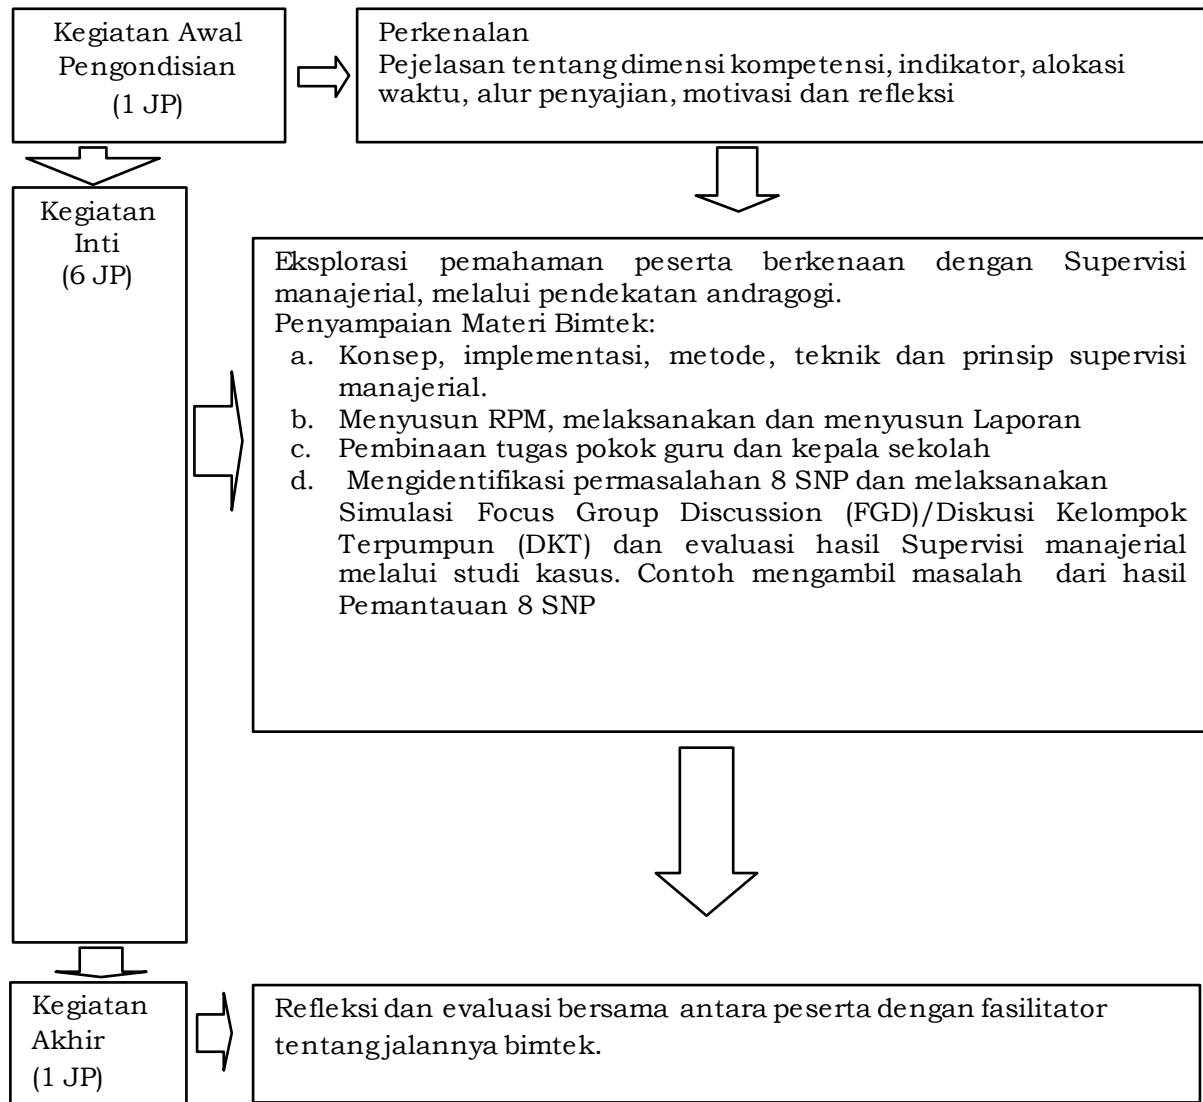 Kegiatan Awal
Pengondisian
(1 JP)
Perkenalan
Pejelasan tentang dimensi kompetensi, indikator, alokasi
waktu, alur penyajian, motivasi dan refleksi
Kegiatan
Inti
(6 JP)
Eksplorasi pemahaman peserta berkenaan dengan Supervisi
manajerial, melalui pendekatan andragogi.
Penyampaian Materi Bimtek:
a. Konsep, implementasi, metode, teknik dan prinsip supervisi
manajerial.
b. Menyusun RPM, melaksanakan dan menyusun Laporan
c. Pembinaan tugas pokok guru dan kepala sekolah
d. Mengidentifikasi permasalahan 8 SNP dan melaksanakan
Simulasi Focus Group Discussion (FGD)/Diskusi Kelompok
Terpumpun (DKT) dan evaluasi hasil Supervisi manajerial
melalui studi kasus. Contoh mengambil masalah dari hasil
Pemantauan 8 SNP
Kegiatan
Akhir
(1 JP)
Refleksi dan evaluasi bersama antara peserta dengan fasilitator
tentang jalannya bimtek.